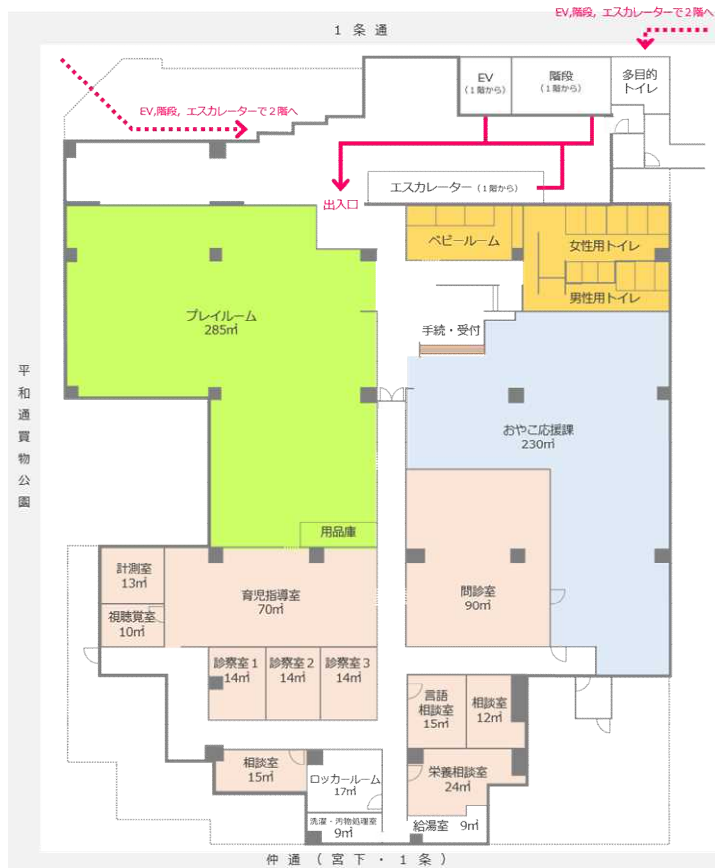 EV,階段，エスカレーターで２階へ
１条通
EV
（１階から）
階段
（１階から）
多目的
トイレ
EV,階段，エスカレーターで２階へ
エスカレーター（１階から）
出入口
ベビールーム
女性用トイレ
男性用トイレ
プレイルーム
285㎡
手続・受付
平和通買物公園
おやこ応援課
230㎡
用品庫
計測室
13㎡
育児指導室
70㎡
問診室
90㎡
視聴覚室
10㎡
診察室１
14㎡
診察室２
14㎡
診察室３
14㎡
言語
相談室
15㎡
相談室
12㎡
相談室
15㎡
ロッカールーム
17㎡
栄養相談室
24㎡
洗濯・汚物処理室
9㎡
給湯室 9㎡
仲通（宮下・１条）